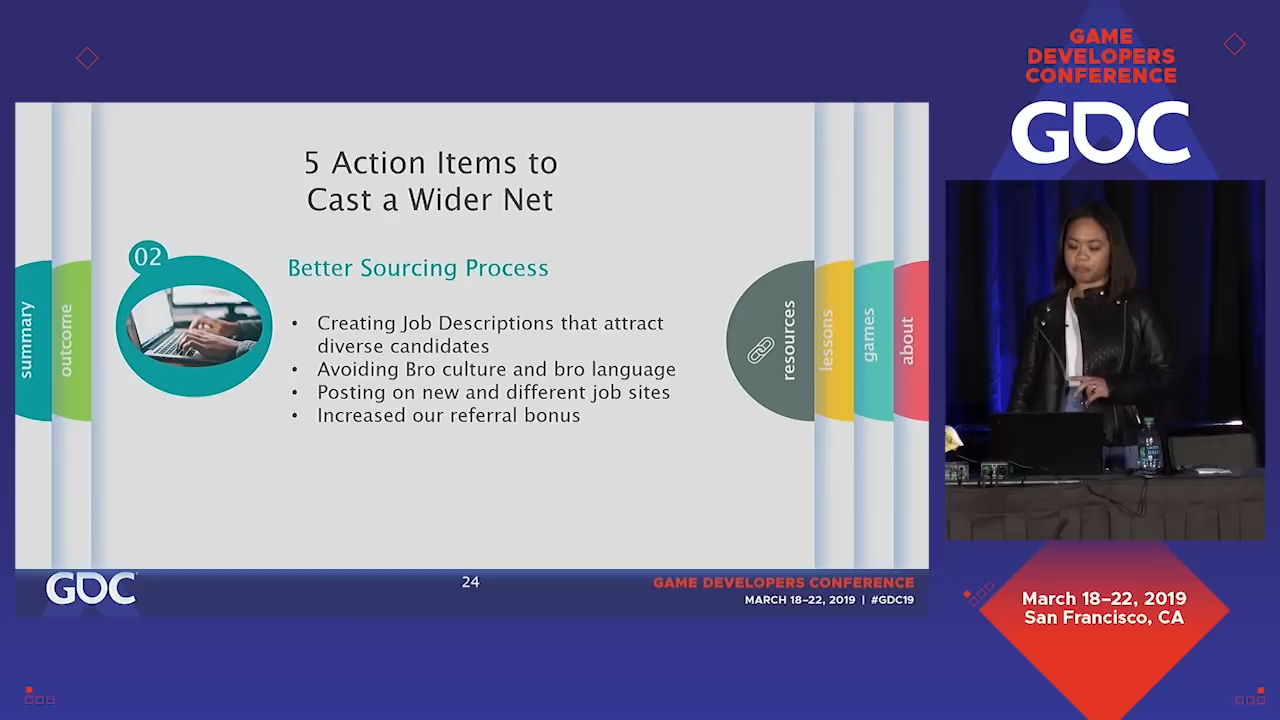 GAME
DEVELOPERS
CONFERENCE
GDC
5 Action Items to
Cast a Wider Net
02
Better Sourcing Process
• Creating Job Descriptions that attract
diverse candidates
• Avoiding Bro culture and bro language
• Posting on new and different job sites
• Increased our referral bonus
summary
outcome
resources
lessons
games
about
GDC
24
GAME DEVELOPERS CONFERENCE
MARCH 18–22, 2019 | #GDC19
March 18–22, 2019
San Francisco, CA